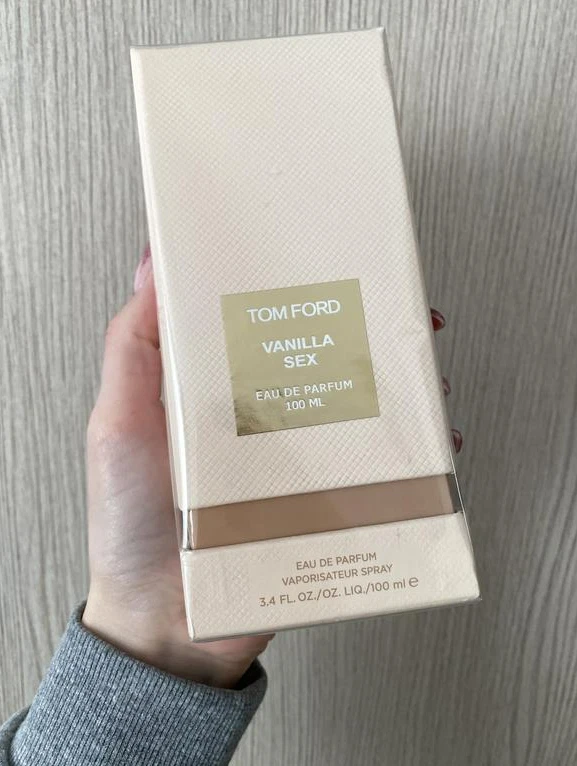 TOM FORD
VANILLA
SEX
EAU DE PARFUM
100 ML
EAU DE PARFUM
VAPORISATEUR SPRAY
3.4 FL. OZ./OZ. LIQ./100 ml ℮